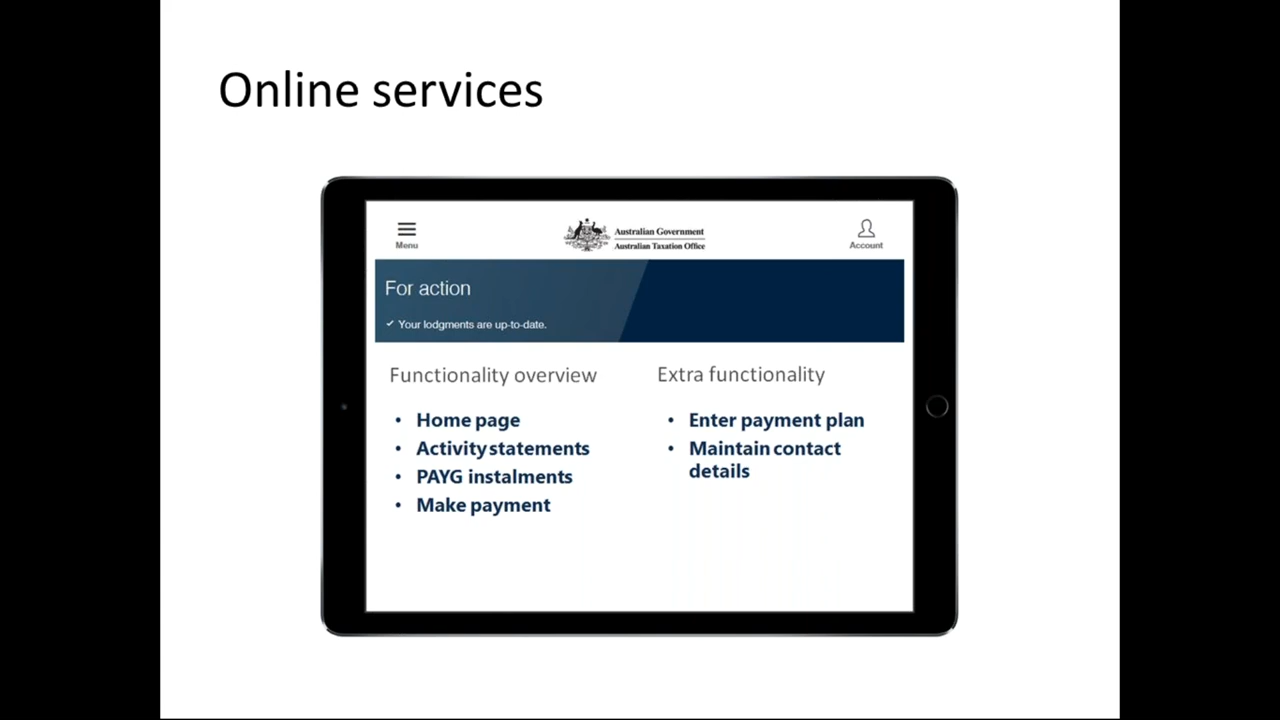 Online services
Menu
Australian Government
Australian Taxation Office
Account
For action
✓ Your lodgments are up-to-date.
Functionality overview
• Home page
• Activity statements
• PAYG instalments
• Make payment
Extra functionality
• Enter payment plan
• Maintain contact
details